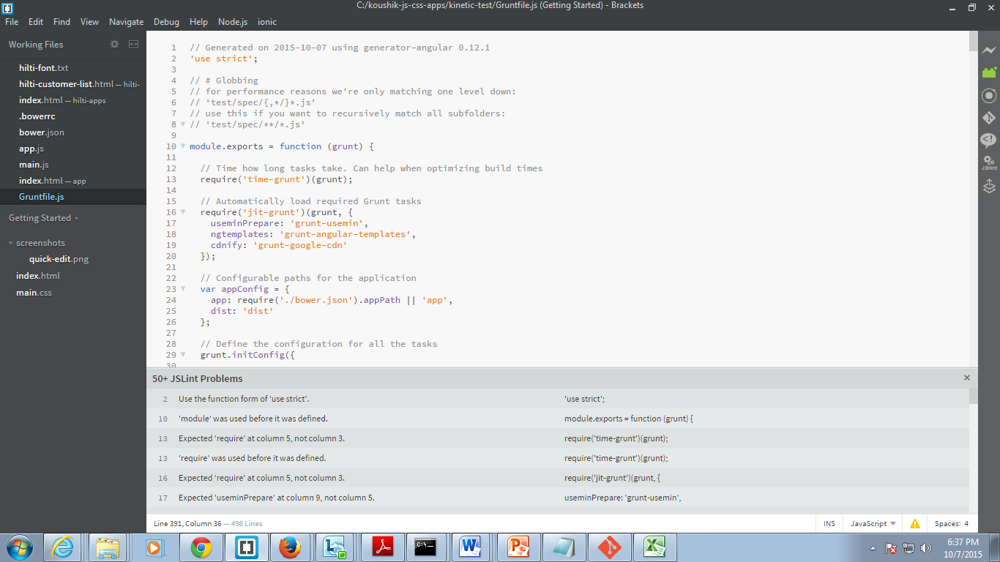 C:/koushik-js-css-apps/kinetic-test/Gruntfile.js (Getting Started) - Brackets
File Edit Find View Navigate Debug Help Node.js ionic
Working Files
hilti-font.txt
hilti-customer-list.html — hilti-
index.html — hilti-apps
.bowerrc
bower.json
app.js
main.js
index.html — app
Gruntfile.js
Getting Started
screenshots
quick-edit.png
index.html
main.css
1 // Generated on 2015-10-07 using generator-angular 0.12.1
2 'use strict';
3
4 // # Globbing
5 // for performance reasons we're only matching one level down:
6 // 'test/spec/{,*/}*.js'
7 // use this if you want to recursively match all subfolders:
8 // 'test/spec/**/*.js'
9
10 module.exports = function (grunt) {
11
12 // Time how long tasks take. Can help when optimizing build times
13 require('time-grunt')(grunt);
14
15 // Automatically load required Grunt tasks
16 require('jit-grunt')(grunt, {
17 useminPrepare: 'grunt-usemin',
18 ngtemplates: 'grunt-angular-templates',
19 cdnify: 'grunt-google-cdn'
20 });
21
22 // Configurable paths for the application
23 var appConfig = {
24 app: require('./bower.json').appPath || 'app',
25 dist: 'dist'
26 };
27
28 // Define the configuration for all the tasks
29 grunt.initConfig({
30
JSHint
50+ JSLint Problems
2 Use the function form of 'use strict'. 'use strict';
10 'module' was used before it was defined. module.exports = function (grunt) {
13 Expected 'require' at column 5, not column 3. require('time-grunt')(grunt);
13 'require' was used before it was defined. require('time-grunt')(grunt);
16 Expected 'require' at column 5, not column 3. require('jit-grunt')(grunt, {
17 Expected 'useminPrepare' at column 9, not column 5. useminPrepare: 'grunt-usemin',
Line 391, Column 36 — 498 Lines INS JavaScript Spaces: 4
6:37 PM
10/7/2015